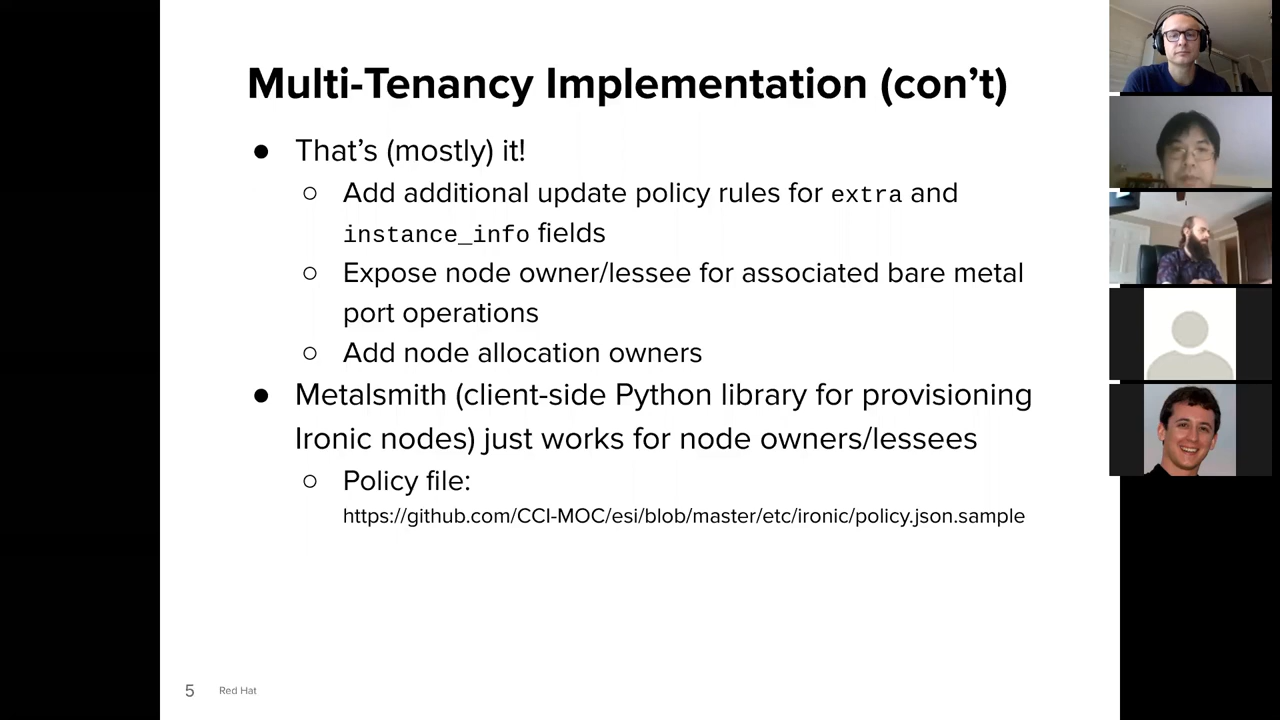 Multi-Tenancy Implementation (con’t)
● That’s (mostly) it!
○ Add additional update policy rules for extra and
instance_info fields
○ Expose node owner/lessee for associated bare metal
port operations
○ Add node allocation owners
● Metalsmith (client-side Python library for provisioning
Ironic nodes) just works for node owners/lessees
○ Policy file:
https://github.com/CCI-MOC/esi/blob/master/etc/ironic/policy.json.sample
5 Red Hat